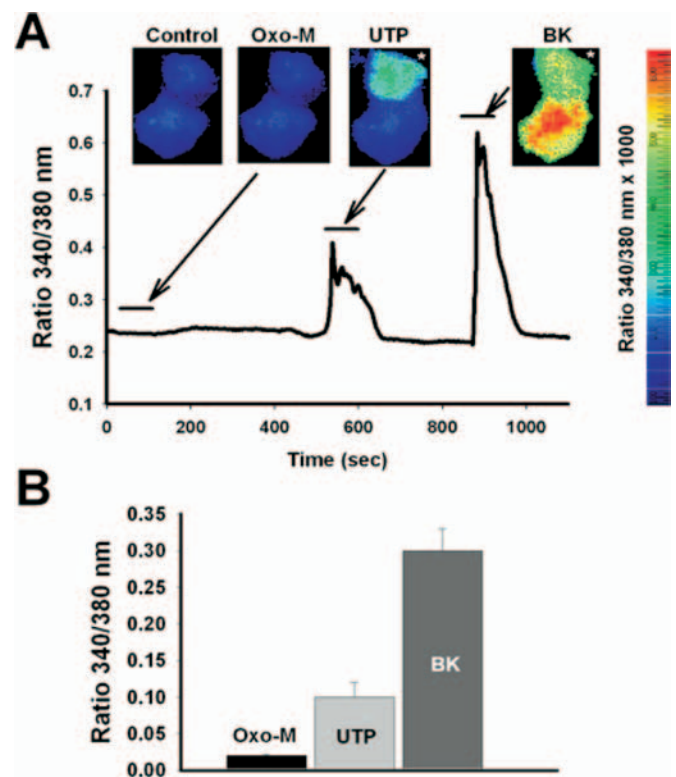 A
Control Oxo-M UTP BK
0.7
0.6
0.5
0.4
0.3
0.2
0.1
Ratio 340/380 nm
0 200 400 600 800 1000
Time (sec)
Ratio 340/380 nm x 1000
B
0.35
0.30
0.25
0.20
0.15
0.10
0.05
0.00
Ratio 340/380 nm
Oxo-M
UTP
BK